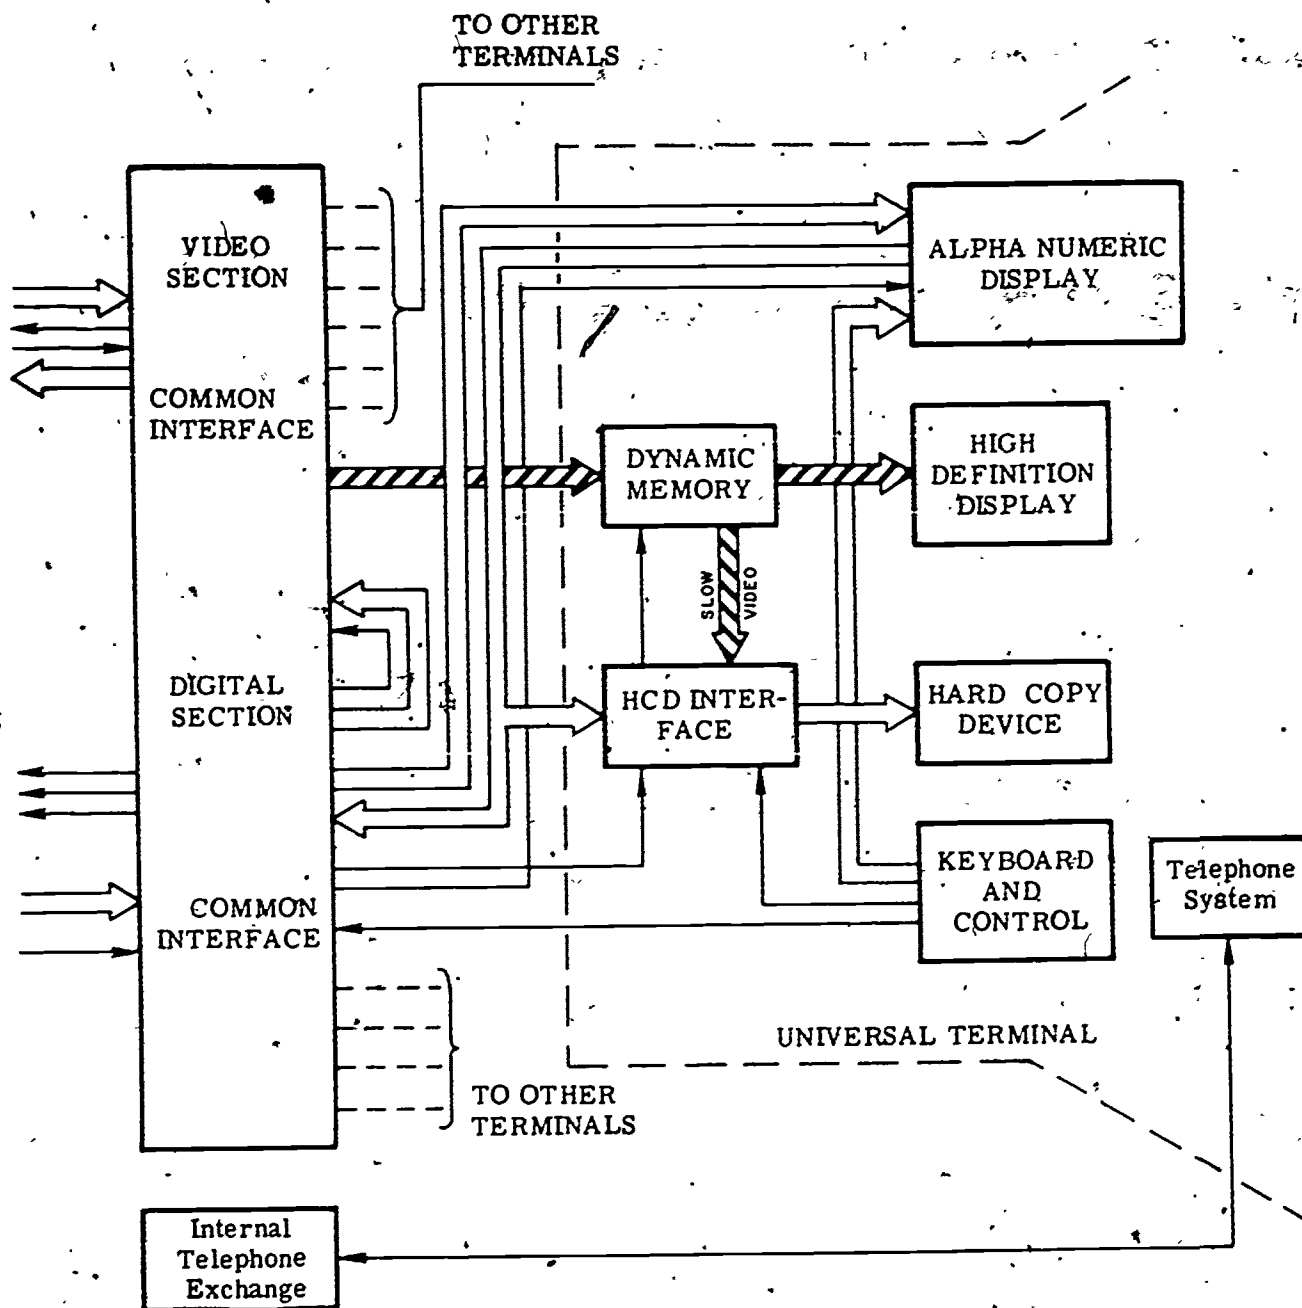 TO OTHER
TERMINALS
VIDEO
SECTION
COMMON
INTERFACE
ALPHA NUMERIC
DISPLAY
DYNAMIC
MEMORY
HIGH
DEFINITION
DISPLAY
SLOW
VIDEO
DIGITAL
SECTION
HCD INTER-
FACE
HARD COPY
DEVICE
COMMON
INTERFACE
KEYBOARD
AND
CONTROL
Telephone
System
UNIVERSAL TERMINAL
TO OTHER
TERMINALS
Internal
Telephone
Exchange